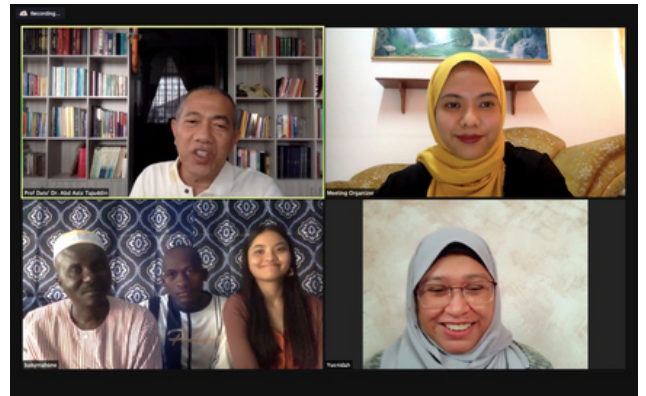 Recording...
Prof Dato' Dr. Abd Aziz Tajuddin
Meeting Organizer
Yusridah